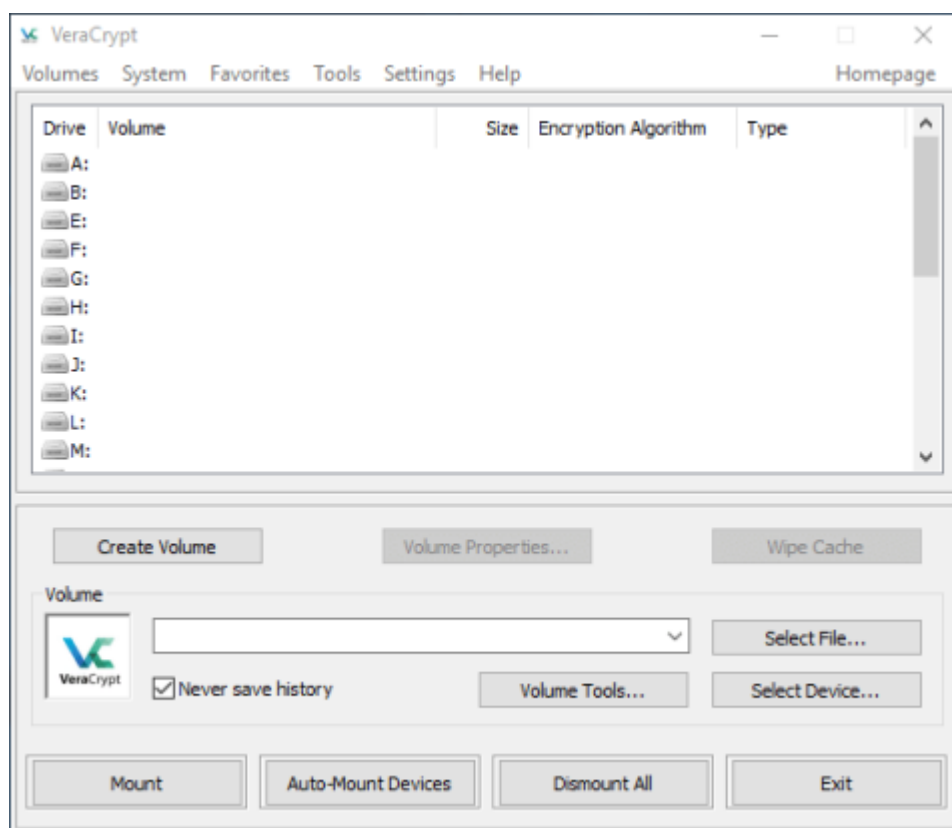 VeraCrypt
Volumes System Favorites Tools Settings Help Homepage
Drive Volume Size Encryption Algorithm Type
A:
B:
E:
F:
G:
H:
I:
J:
K:
L:
M:
Create Volume Volume Properties... Wipe Cache
Volume
VeraCrypt
Select File...
Never save history Volume Tools... Select Device...
Mount Auto-Mount Devices Dismount All Exit